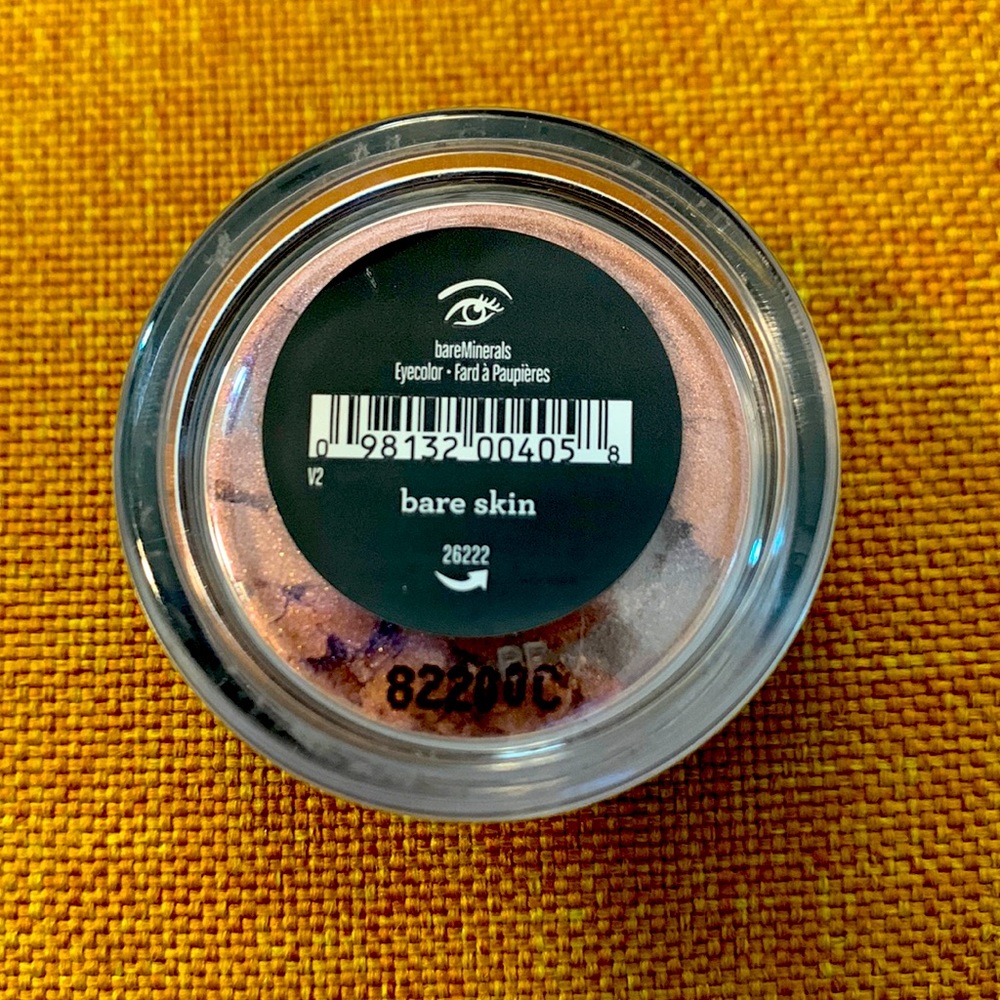 bareMinerals
Eyecolor • Fard à Paupières
0 98132 00405 8
V2
bare skin
26222
82200C